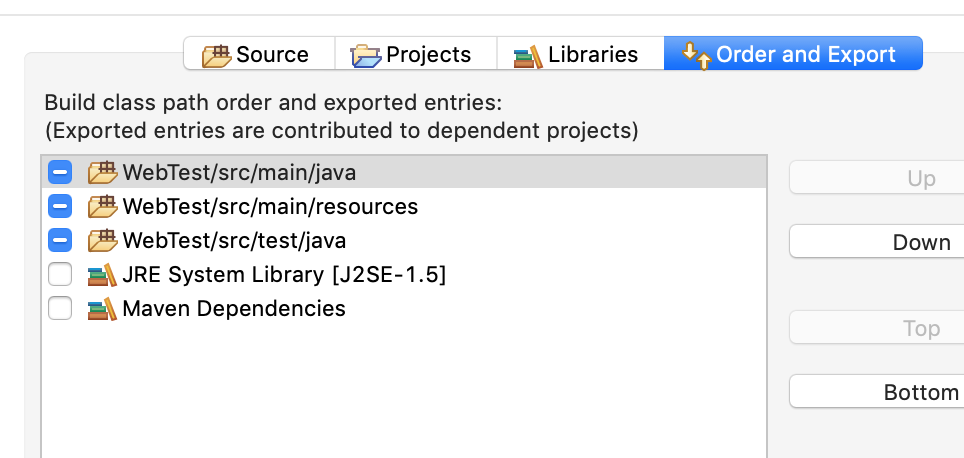 Source Projects Libraries Order and Export
Build class path order and exported entries:
(Exported entries are contributed to dependent projects)
WebTest/src/main/java
Up
WebTest/src/main/resources
WebTest/src/test/java
Down
JRE System Library [J2SE-1.5]
Maven Dependencies
Top
Bottom